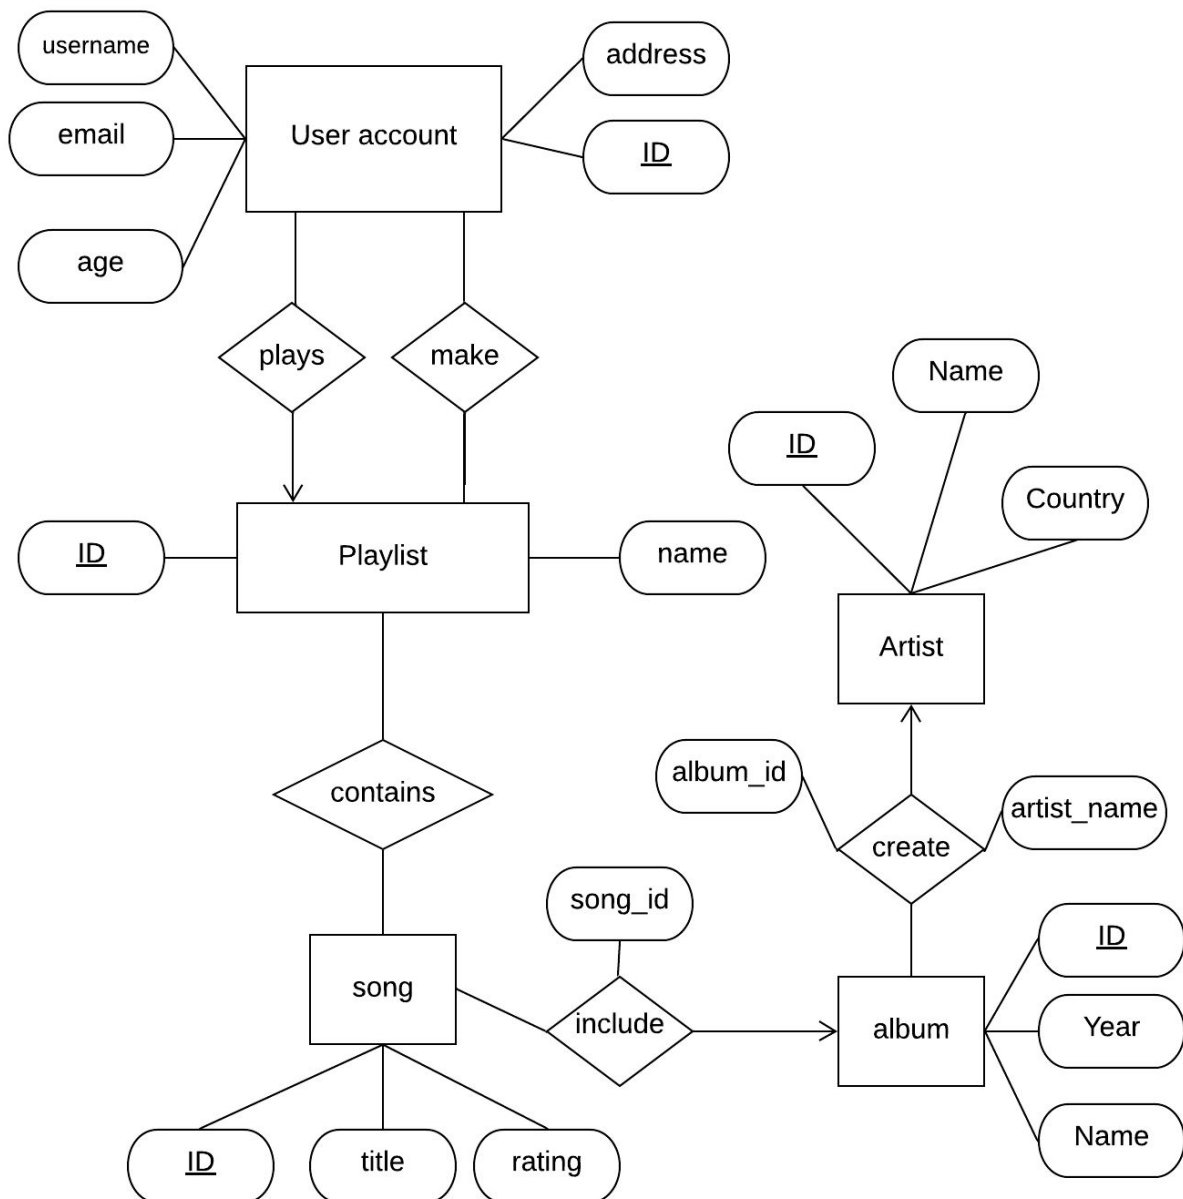 username
address
User account
email
ID
age
plays
make
Name
ID
Country
ID
Playlist
name
Artist
album_id
contains
artist_name
create
song_id
ID
song
include
album
Year
Name
ID
title
rating